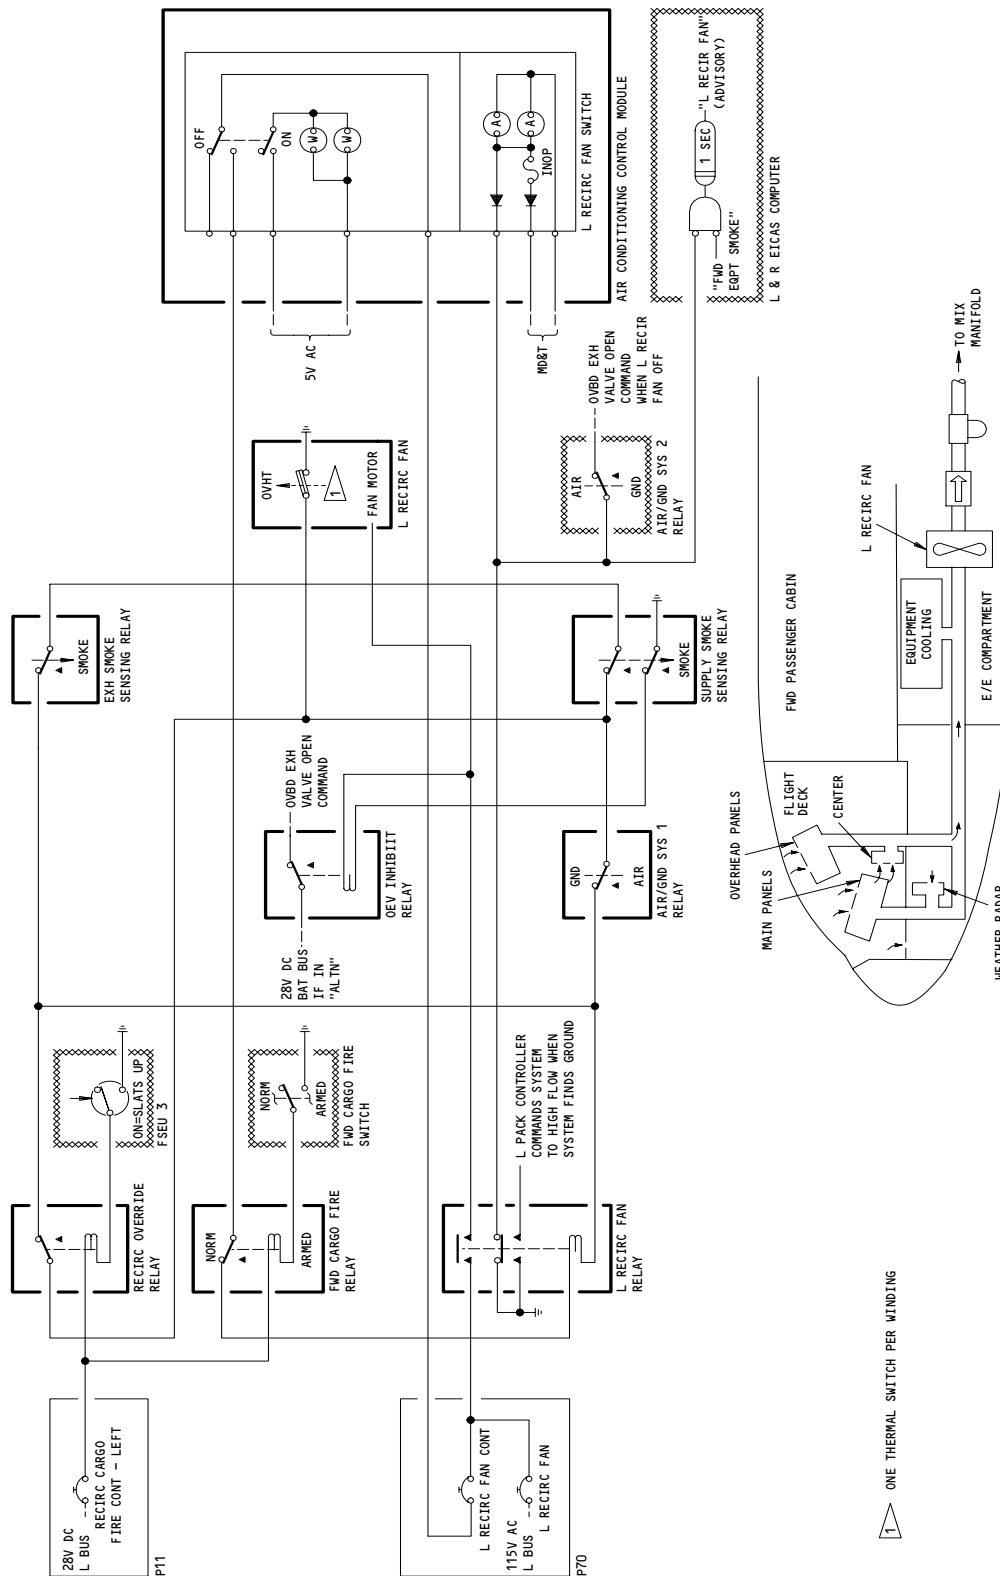 28V DC
L BUS
RECIRC CARGO
FIRE CONT - LEFT
P11
RECIRC OVERRIDE
RELAY
ON=SLATS UP
FSEU 3
SMOKE
EXH SMOKE
SENSING RELAY
NORM
ARMED
FWD CARGO FIRE
RELAY
NORM
ARMED
FWD CARGO FIRE
SWITCH
28V DC
BAT BUS
IF IN
"ALTN"
OVBD EXH
VALVE OPEN
COMMAND
OEV INHIBIIT
RELAY
OVHT
1
FAN MOTOR
L RECIRC FAN
5V AC
OFF
ON
W
W
A
A
INOP
L RECIRC FAN SWITCH
AIR CONDITIONING CONTROL MODULE
L RECIRC FAN CONT
115V AC
L BUS
L RECIRC FAN
P70
L RECIRC FAN
RELAY
L PACK CONTROLLER
COMMANDS SYSTEM
TO HIGH FLOW WHEN
SYSTEM FINDS GROUND
GND
AIR
AIR/GND SYS 1
RELAY
SMOKE
SUPPLY SMOKE
SENSING RELAY
AIR
GND
AIR/GND SYS 2
RELAY
OVBD EXH
VALVE OPEN
COMMAND
WHEN L RECIR
FAN OFF
MD&T
"FWD
EQPT SMOKE"
1 SEC
"L RECIR FAN"
(ADVISORY)
L & R EICAS COMPUTER
OVERHEAD PANELS
MAIN PANELS
FLIGHT
DECK
CENTER
FWD PASSENGER CABIN
EQUIPMENT
COOLING
E/E COMPARTMENT
L RECIRC FAN
TO MIX
MANIFOLD
WEATHER RADAR
1
ONE THERMAL SWITCH PER WINDING